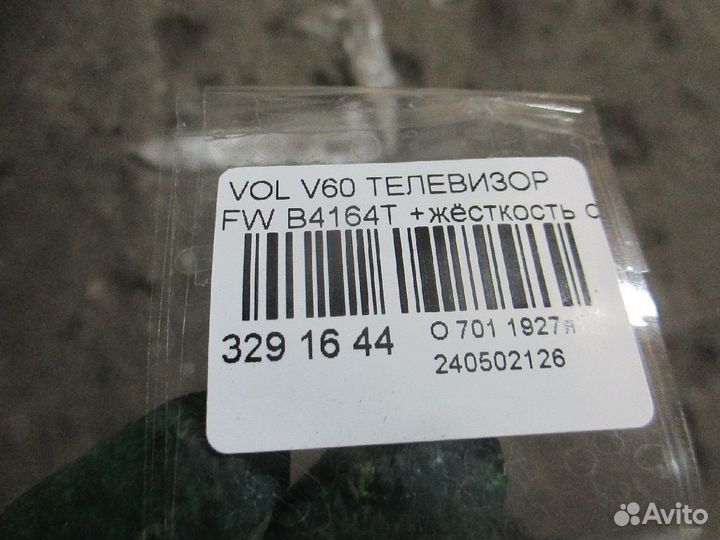 VOL V60 ТЕЛЕВИЗОР
FW B4164T +жёсткость с
329 16 44
O 701 1927я
240502126
Avito